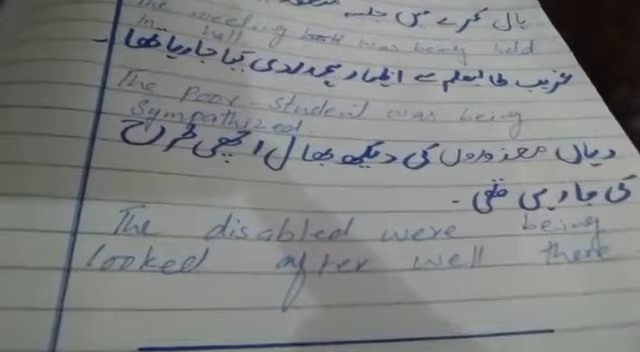 ہال کمرے میں جلسہ
The meeting was being held
in hall
غریب طالبعلم سے اظہار ہمدردی کیا جا رہا تھا۔
The poor student was being
sympathized.
وہاں معذوروں کی دیکھ بھال اچھی طرح
کی جا رہی تھی۔
The disabled were being
looked after well there